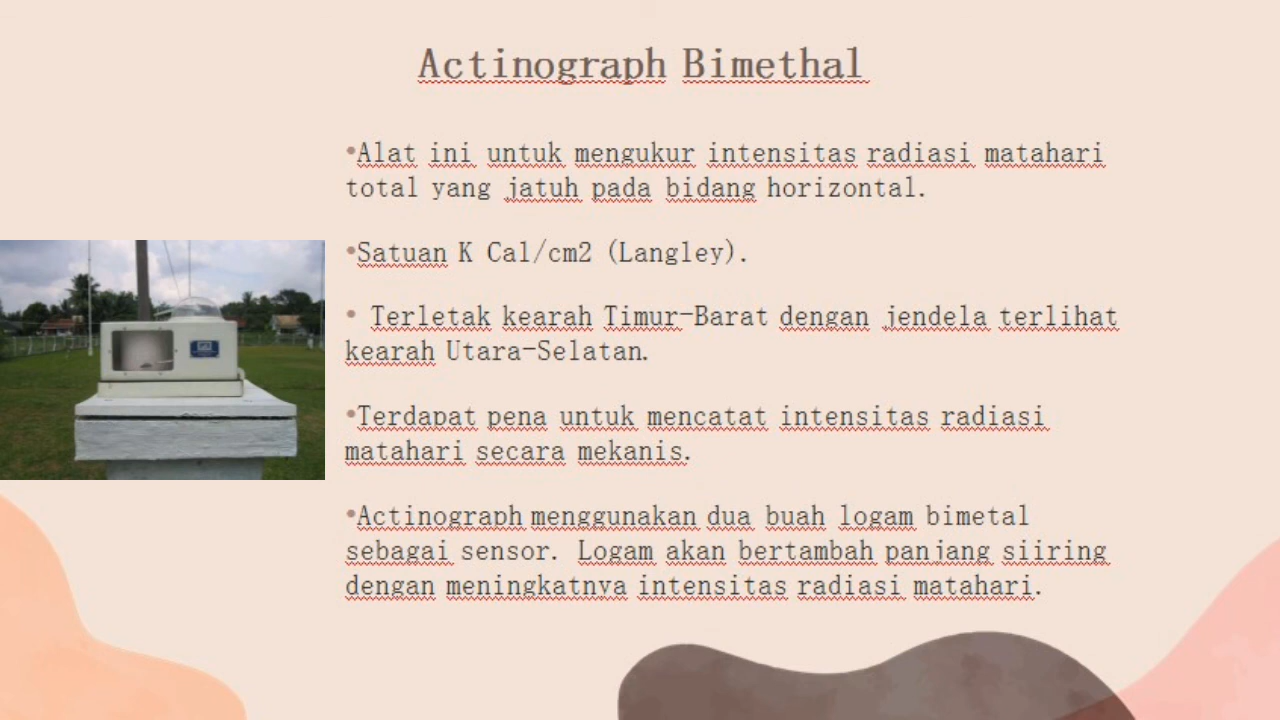 Actinograph Bimethal
•Alat ini untuk mengukur intensitas radiasi matahari
total yang jatuh pada bidang horizontal.
•Satuan K Cal/cm2 (Langley).
• Terletak kearah Timur-Barat dengan jendela terlihat
kearah Utara-Selatan.
•Terdapat pena untuk mencatat intensitas radiasi
matahari secara mekanis.
•Actinograph menggunakan dua buah logam bimetal
sebagai sensor. Logam akan bertambah panjang siiring
dengan meningkatnya intensitas radiasi matahari.